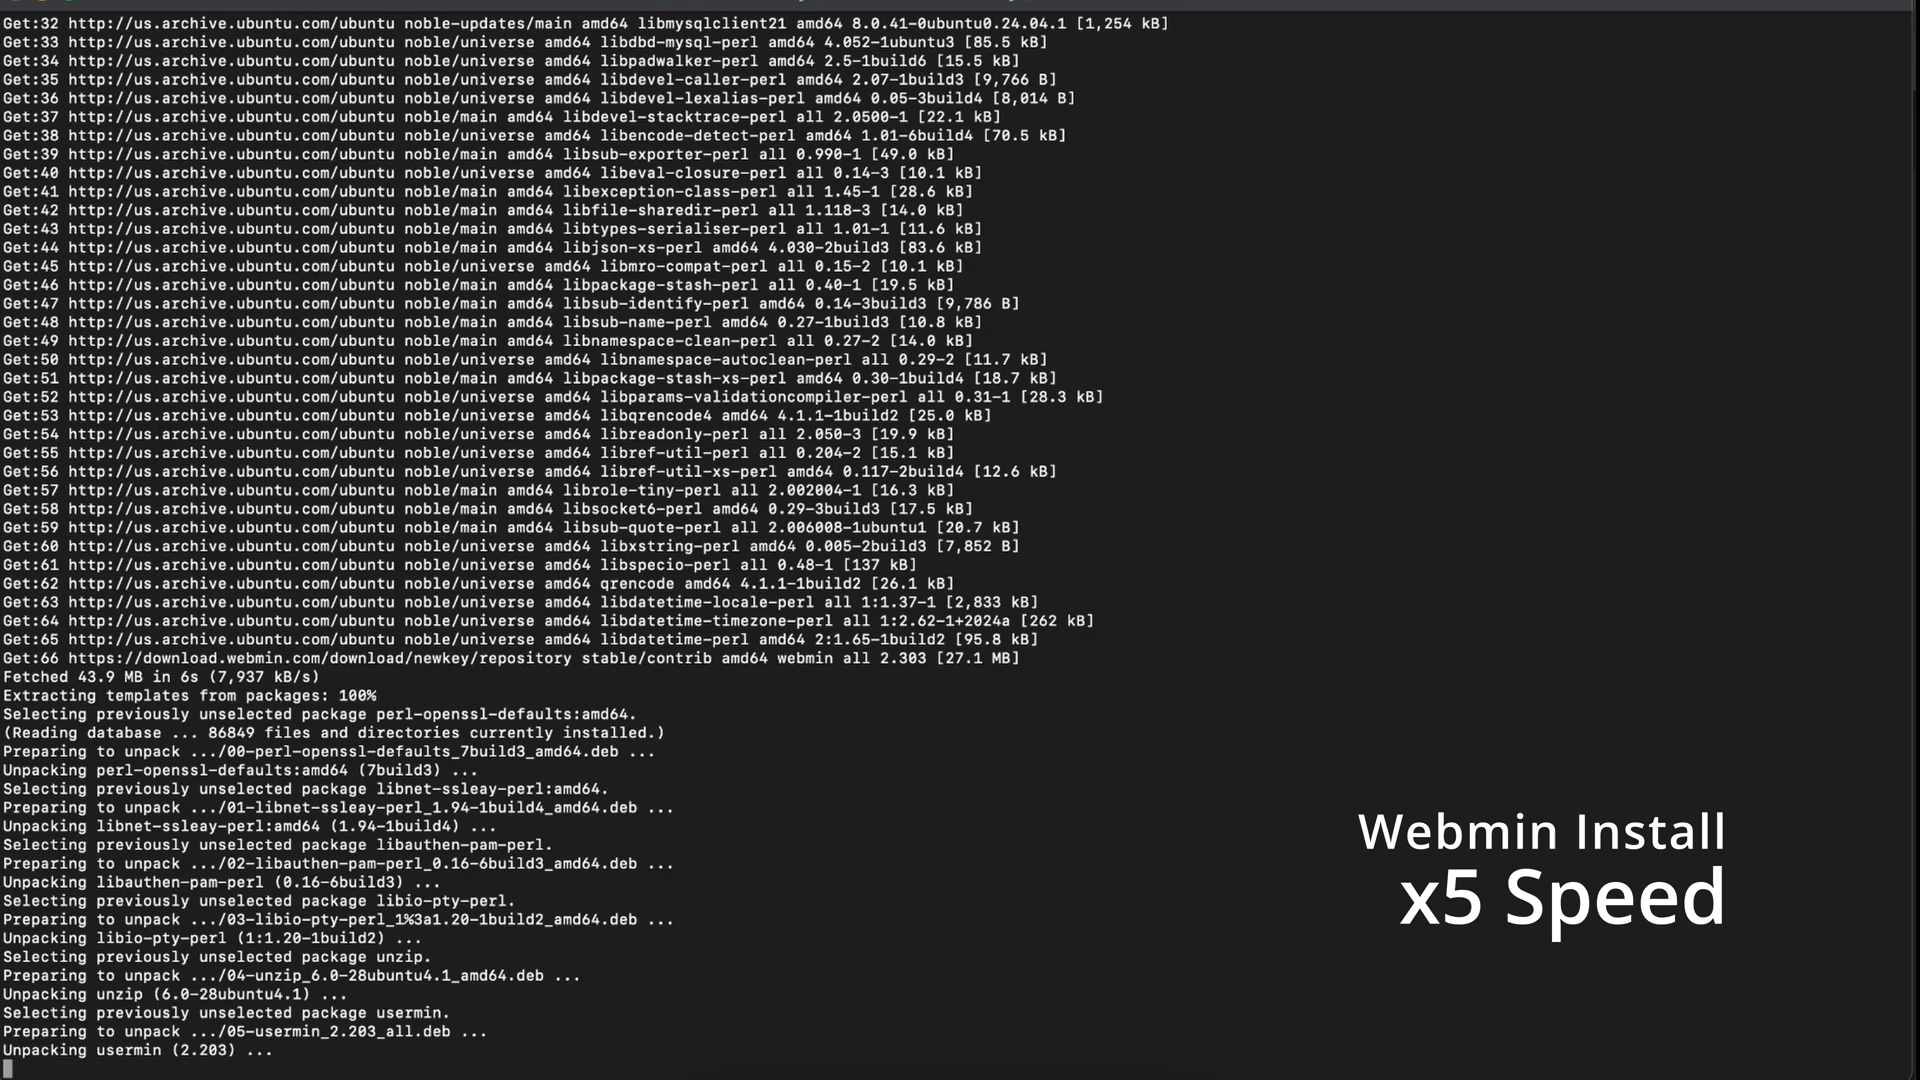 Get:32 http://us.archive.ubuntu.com/ubuntu noble-updates/main amd64 libmysqlclient21 amd64 8.0.41-0ubuntu0.24.04.1 [1,254 kB]
Get:33 http://us.archive.ubuntu.com/ubuntu noble/universe amd64 libdbd-mysql-perl amd64 4.052-1ubuntu3 [85.5 kB]
Get:34 http://us.archive.ubuntu.com/ubuntu noble/universe amd64 libpadwalker-perl amd64 2.5-1build6 [15.5 kB]
Get:35 http://us.archive.ubuntu.com/ubuntu noble/universe amd64 libdevel-caller-perl amd64 2.07-1build3 [9,766 B]
Get:36 http://us.archive.ubuntu.com/ubuntu noble/universe amd64 libdevel-lexalias-perl amd64 0.05-3build4 [8,014 B]
Get:37 http://us.archive.ubuntu.com/ubuntu noble/main amd64 libdevel-stacktrace-perl all 2.0500-1 [22.1 kB]
Get:38 http://us.archive.ubuntu.com/ubuntu noble/universe amd64 libencode-detect-perl amd64 1.01-6build4 [70.5 kB]
Get:39 http://us.archive.ubuntu.com/ubuntu noble/main amd64 libsub-exporter-perl all 0.990-1 [49.0 kB]
Get:40 http://us.archive.ubuntu.com/ubuntu noble/universe amd64 libeval-closure-perl all 0.14-3 [10.1 kB]
Get:41 http://us.archive.ubuntu.com/ubuntu noble/main amd64 libexception-class-perl all 1.45-1 [28.6 kB]
Get:42 http://us.archive.ubuntu.com/ubuntu noble/universe amd64 libfile-sharedir-perl all 1.118-3 [14.0 kB]
Get:43 http://us.archive.ubuntu.com/ubuntu noble/main amd64 libtypes-serialiser-perl all 1.01-1 [11.6 kB]
Get:44 http://us.archive.ubuntu.com/ubuntu noble/main amd64 libjson-xs-perl amd64 4.030-2build3 [83.6 kB]
Get:45 http://us.archive.ubuntu.com/ubuntu noble/universe amd64 libmro-compat-perl all 0.15-2 [10.1 kB]
Get:46 http://us.archive.ubuntu.com/ubuntu noble/main amd64 libpackage-stash-perl all 0.40-1 [19.5 kB]
Get:47 http://us.archive.ubuntu.com/ubuntu noble/universe amd64 libsub-identify-perl amd64 0.14-3build3 [9,786 B]
Get:48 http://us.archive.ubuntu.com/ubuntu noble/main amd64 libsub-name-perl amd64 0.27-1build3 [10.8 kB]
Get:49 http://us.archive.ubuntu.com/ubuntu noble/main amd64 libnamespace-clean-perl all 0.27-2 [14.0 kB]
Get:50 http://us.archive.ubuntu.com/ubuntu noble/universe amd64 libnamespace-autoclean-perl all 0.29-2 [11.7 kB]
Get:51 http://us.archive.ubuntu.com/ubuntu noble/main amd64 libpackage-stash-xs-perl amd64 0.30-1build4 [18.7 kB]
Get:52 http://us.archive.ubuntu.com/ubuntu noble/main amd64 libparams-validationcompiler-perl all 0.31-1 [28.3 kB]
Get:53 http://us.archive.ubuntu.com/ubuntu noble/universe amd64 libqrencode4 amd64 4.1.1-1build2 [25.0 kB]
Get:54 http://us.archive.ubuntu.com/ubuntu noble/universe amd64 libreadonly-perl all 2.050-3 [19.9 kB]
Get:55 http://us.archive.ubuntu.com/ubuntu noble/universe amd64 libref-util-perl all 0.204-2 [15.1 kB]
Get:56 http://us.archive.ubuntu.com/ubuntu noble/universe amd64 libref-util-xs-perl amd64 0.117-2build4 [12.6 kB]
Get:57 http://us.archive.ubuntu.com/ubuntu noble/main amd64 librole-tiny-perl all 2.002004-1 [16.3 kB]
Get:58 http://us.archive.ubuntu.com/ubuntu noble/main amd64 libsocket6-perl amd64 0.29-3build3 [17.5 kB]
Get:59 http://us.archive.ubuntu.com/ubuntu noble/main amd64 libsub-quote-perl all 2.006008-1ubuntu1 [20.7 kB]
Get:60 http://us.archive.ubuntu.com/ubuntu noble/universe amd64 libxstring-perl amd64 0.005-2build3 [7,852 B]
Get:61 http://us.archive.ubuntu.com/ubuntu noble/main amd64 libspecio-perl all 0.48-1 [137 kB]
Get:62 http://us.archive.ubuntu.com/ubuntu noble/universe amd64 qrencode amd64 4.1.1-1build2 [26.1 kB]
Get:63 http://us.archive.ubuntu.com/ubuntu noble/universe amd64 libdatetime-locale-perl all 1:1.37-1 [2,833 kB]
Get:64 http://us.archive.ubuntu.com/ubuntu noble/universe amd64 libdatetime-timezone-perl all 1:2.62-1+2024a [262 kB]
Get:65 http://us.archive.ubuntu.com/ubuntu noble/universe amd64 libdatetime-perl amd64 2:1.65-1build2 [95.8 kB]
Get:66 https://download.webmin.com/download/newkey/repository stable/contrib amd64 webmin all 2.303 [27.1 MB]
Fetched 43.9 MB in 6s (7,937 kB/s)
Extracting templates from packages: 100%
Selecting previously unselected package perl-openssl-defaults:amd64.
(Reading database ... 86849 files and directories currently installed.)
Preparing to unpack .../00-perl-openssl-defaults_7build3_amd64.deb ...
Unpacking perl-openssl-defaults:amd64 (7build3) ...
Selecting previously unselected package libnet-ssleay-perl:amd64.
Preparing to unpack .../01-libnet-ssleay-perl_1.94-1build4_amd64.deb ...
Unpacking libnet-ssleay-perl:amd64 (1.94-1build4) ...
Selecting previously unselected package libauthen-pam-perl.
Preparing to unpack .../02-libauthen-pam-perl_0.16-6build3_amd64.deb ...
Unpacking libauthen-pam-perl (0.16-6build3) ...
Selecting previously unselected package libio-pty-perl.
Preparing to unpack .../03-libio-pty-perl_1%3a1.20-1build2_amd64.deb ...
Unpacking libio-pty-perl (1:1.20-1build2) ...
Selecting previously unselected package unzip.
Preparing to unpack .../04-unzip_6.0-28ubuntu4.1_amd64.deb ...
Unpacking unzip (6.0-28ubuntu4.1) ...
Selecting previously unselected package usermin.
Preparing to unpack .../05-usermin_2.203_all.deb ...
Unpacking usermin (2.203) ...
Webmin Install
x5 Speed